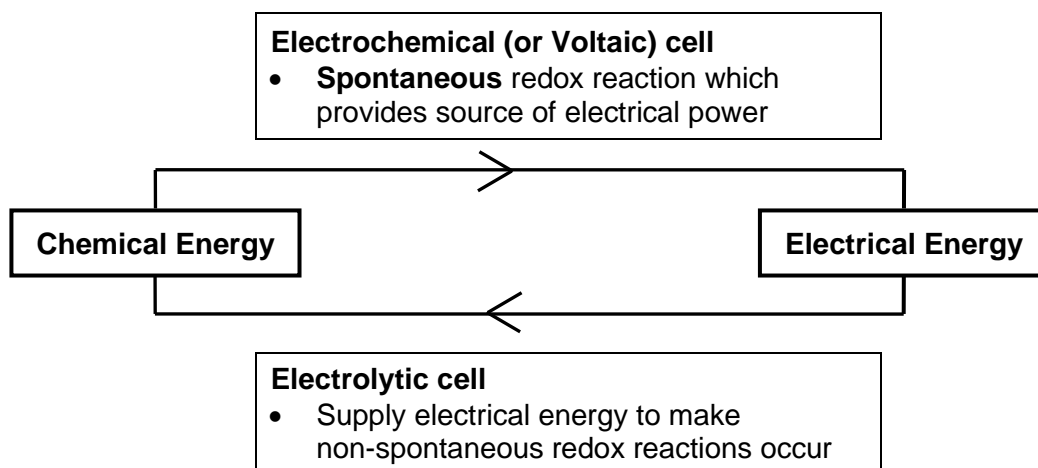 Electrochemical (or Voltaic) cell
• Spontaneous redox reaction which
provides source of electrical power
Chemical Energy
Electrical Energy
Electrolytic cell
• Supply electrical energy to make
non-spontaneous redox reactions occur